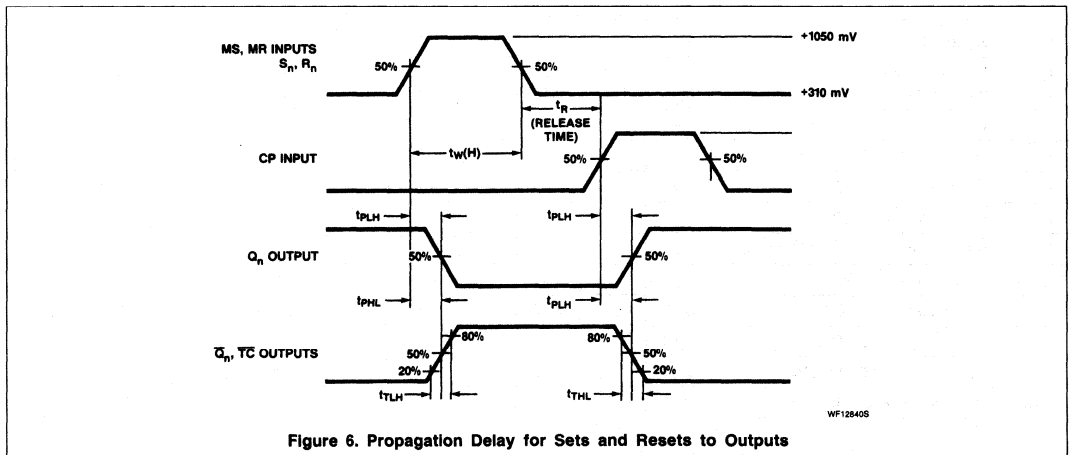 MS, MR INPUTS
Sn, Rn
50%
50%
+1050 mV
+310 mV
tR
(RELEASE
TIME)
tW(H)
CP INPUT
50%
50%
tPLH
tPLH
Qn OUTPUT
50%
50%
tPHL
tPLH
Q̅n, T̅C̅ OUTPUTS
80%
50%
20%
80%
50%
20%
tTLH
tTHL
WF12840S
Figure 6. Propagation Delay for Sets and Resets to Outputs